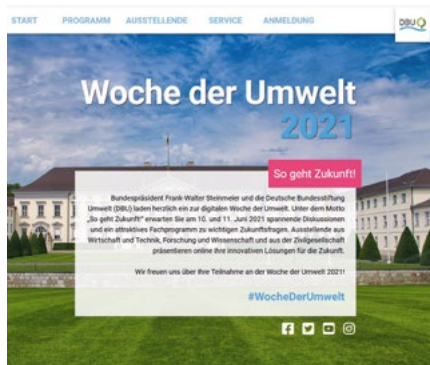 START PROGRAMM AUSSTELLENDE SERVICE ANMELDUNG
DBU
Woche der Umwelt
2021
So geht Zukunft!
Bundespräsident Frank-Walter Steinmeier und die Deutsche Bundesstiftung
Umwelt (DBU) laden herzlich ein zur digitalen Woche der Umwelt. Unter dem Motto
„So geht Zukunft!“ erwarten Sie am 10. und 11. Juni 2021 spannende Diskussionen
und ein attraktives Fachprogramm zu wichtigen Zukunftsfragen. Ausstellende aus
Wirtschaft und Technik, Forschung und Wissenschaft und aus der Zivilgesellschaft
präsentieren online ihre innovativen Lösungen für die Zukunft.
Wir freuen uns über Ihre Teilnahme an der Woche der Umwelt 2021!
#WocheDerUmwelt